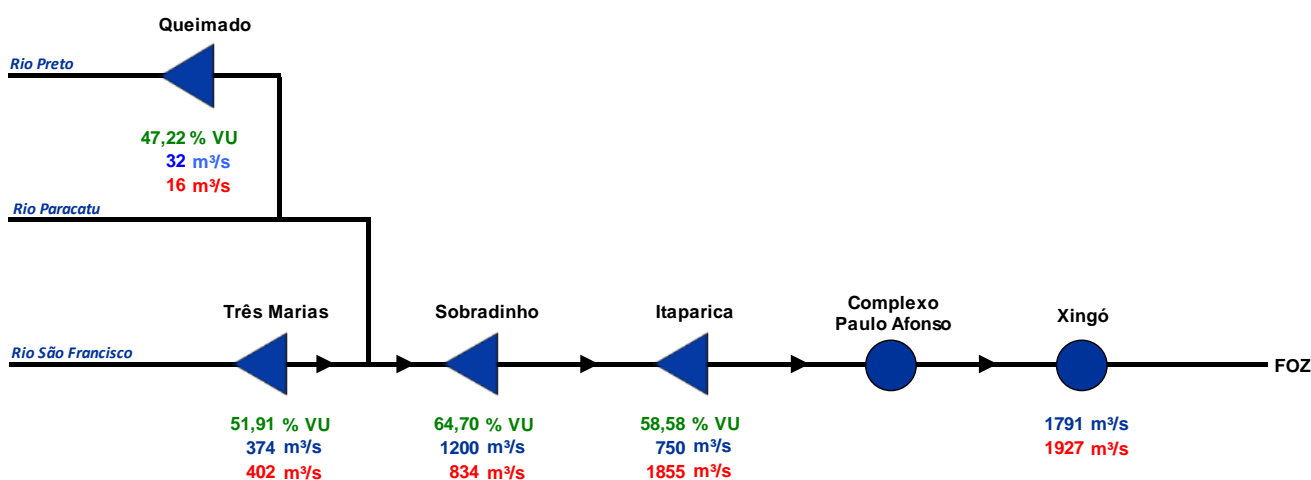 Queimado
Rio Preto
47,22 % VU
32 m³/s
16 m³/s
Rio Paracatu
Três Marias
Sobradinho
Itaparica
Complexo
Paulo Afonso
Xingó
Rio São Francisco
FOZ
51,91 % VU
374 m³/s
402 m³/s
64,70 % VU
1200 m³/s
834 m³/s
58,58 % VU
750 m³/s
1855 m³/s
1791 m³/s
1927 m³/s